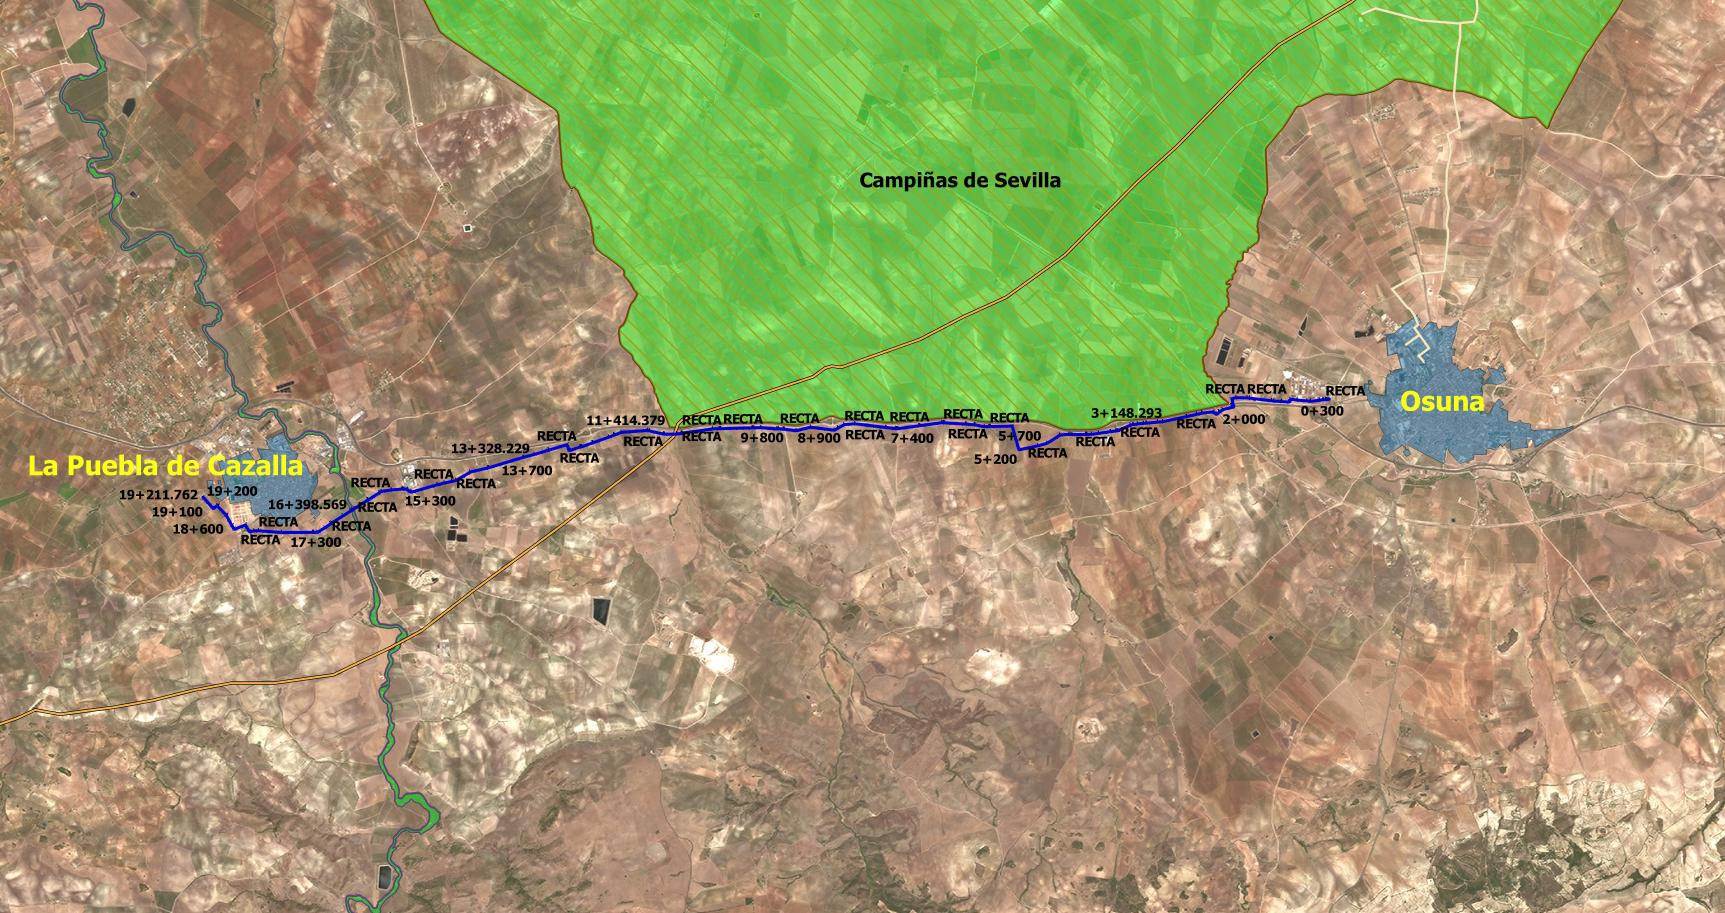 Campiñas de Sevilla
RECTA RECTA
RECTA
Osuna
0+300
2+000
3+148.293
RECTA
RECTA
RECTA
RECTA
RECTA
RECTA
RECTA
RECTA
RECTA
RECTA
11+414.379
RECTA
RECTA
RECTA
5+700
9+800
8+900
RECTA
7+400
RECTA
RECTA
RECTA
13+328.229
RECTA
RECTA
5+200
La Puebla de Cazalla
13+700
RECTA
RECTA
RECTA
19+211.762
19+200
16+398.569
RECTA
15+300
19+100
18+600
RECTA
RECTA
RECTA
17+300